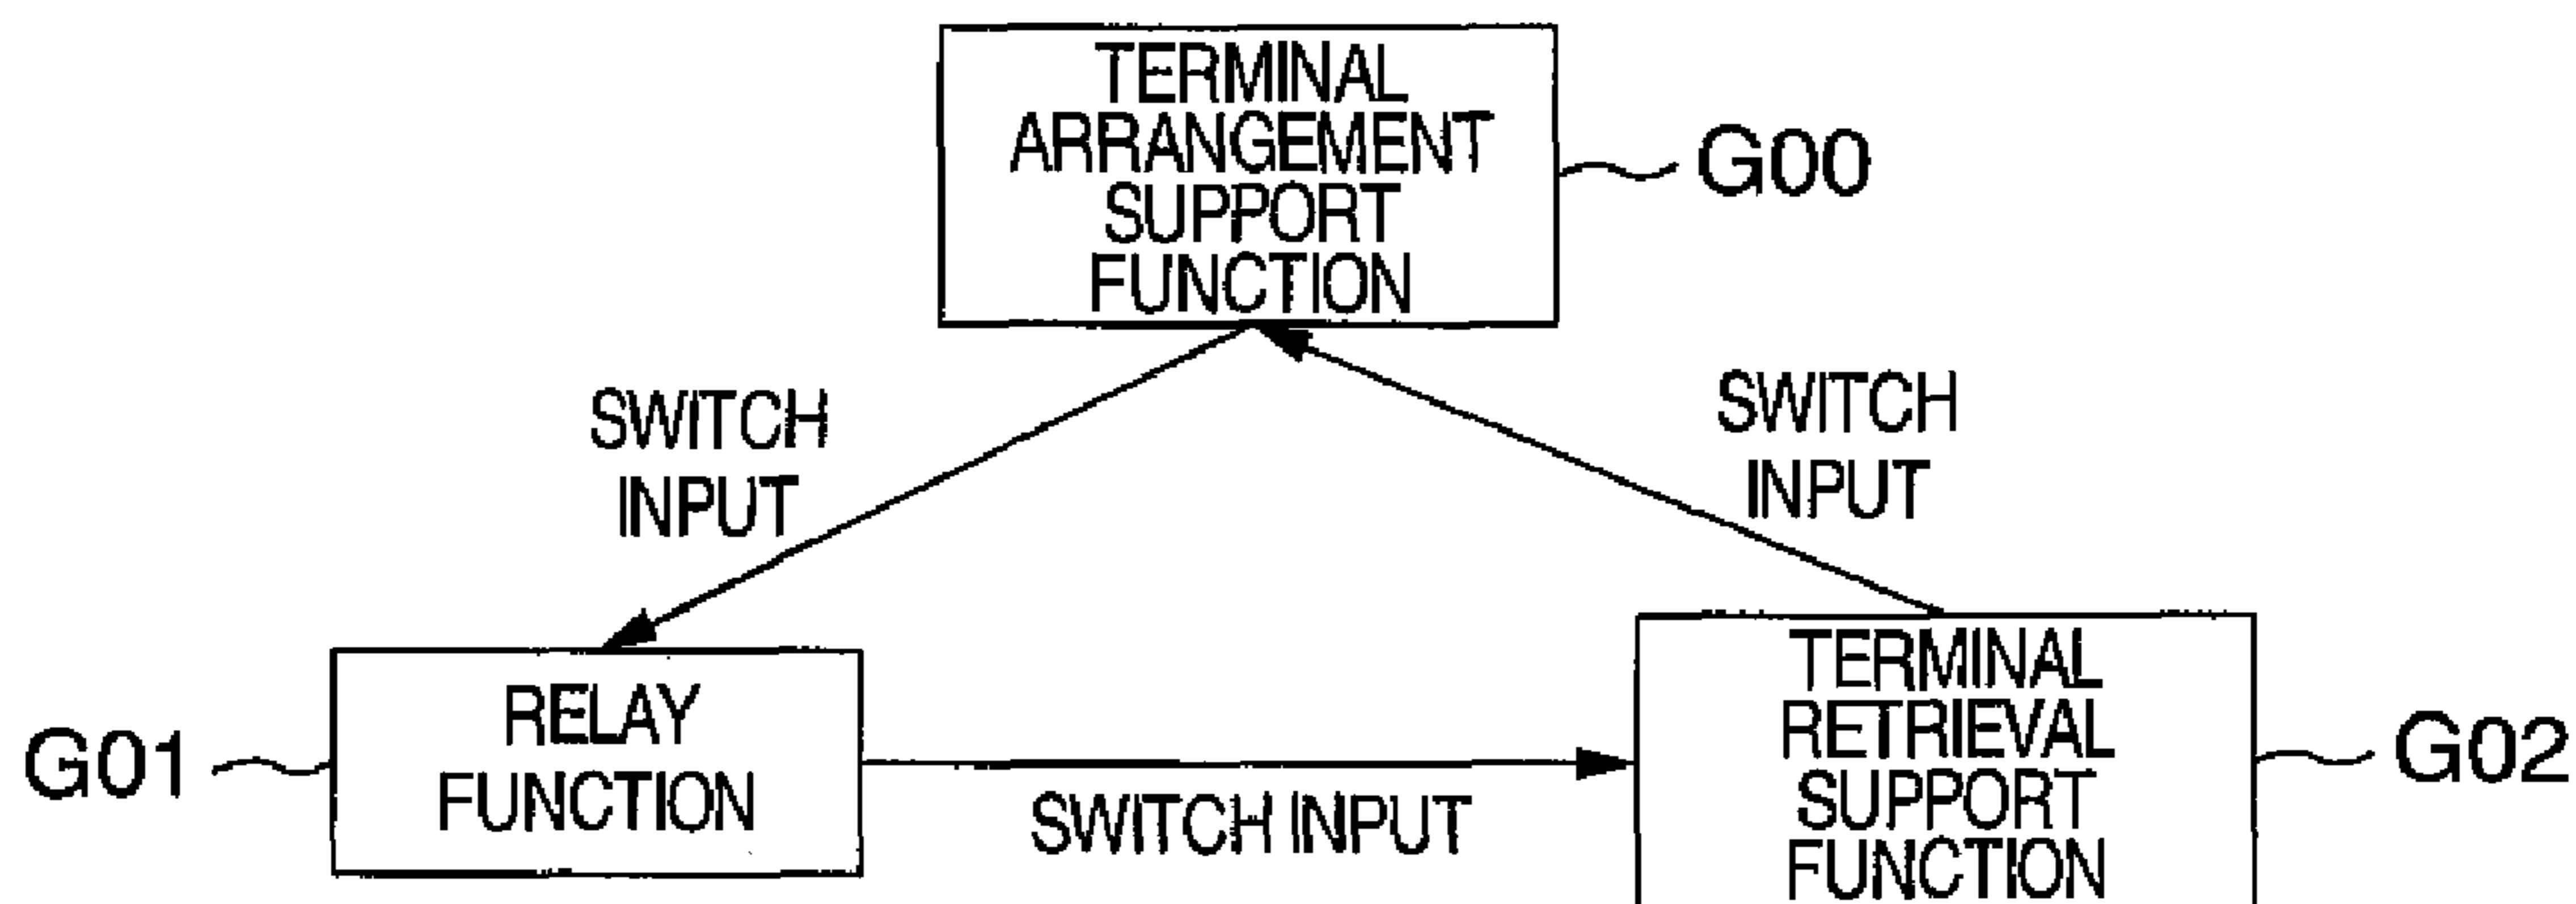 TERMINAL
ARRANGEMENT
SUPPORT
FUNCTION
G00
SWITCH
INPUT
SWITCH
INPUT
RELAY
FUNCTION
G01
SWITCH INPUT
TERMINAL
RETRIEVAL
SUPPORT
FUNCTION
G02